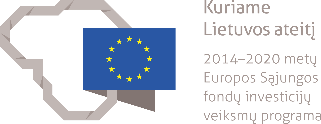 Kuriame
Lietuvos ateitį
2014–2020 metų
Europos Sąjungos
fondų investicijų
veiksmų programa